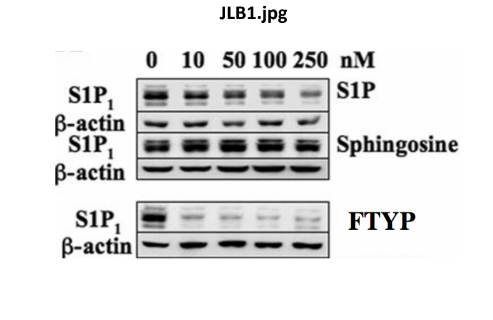 JLB1.jpg
0 10 50 100 250 nM
S1P1 S1P
β-actin
S1P1 Sphingosine
β-actin
S1P1 FTYP
β-actin